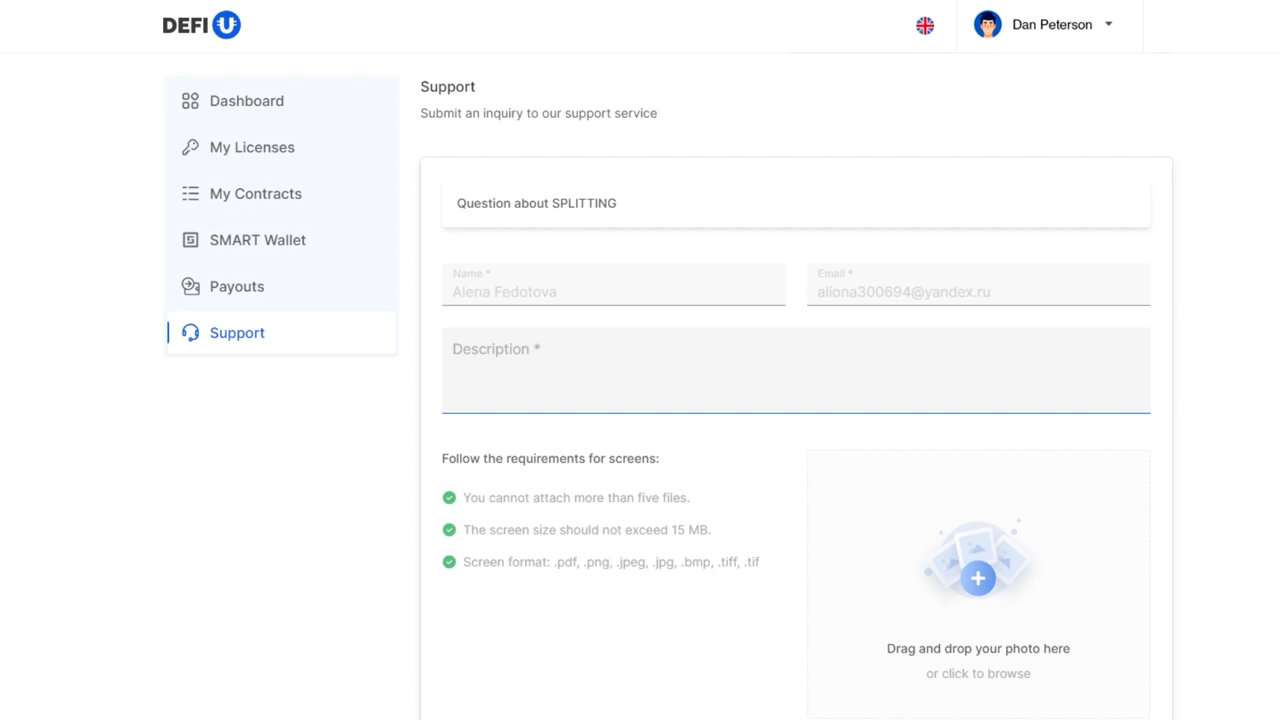 DEFI U
Dan Peterson
Dashboard
My Licenses
My Contracts
SMART Wallet
Payouts
Support
Support
Submit an inquiry to our support service
Question about SPLITTING
Name *
Alena Fedotova
Email *
aliona300694@yandex.ru
Description *
Follow the requirements for screens:
You cannot attach more than five files.
The screen size should not exceed 15 MB.
Screen format: .pdf, .png, .jpeg, .jpg, .bmp, .tiff, .tif
Drag and drop your photo here
or click to browse